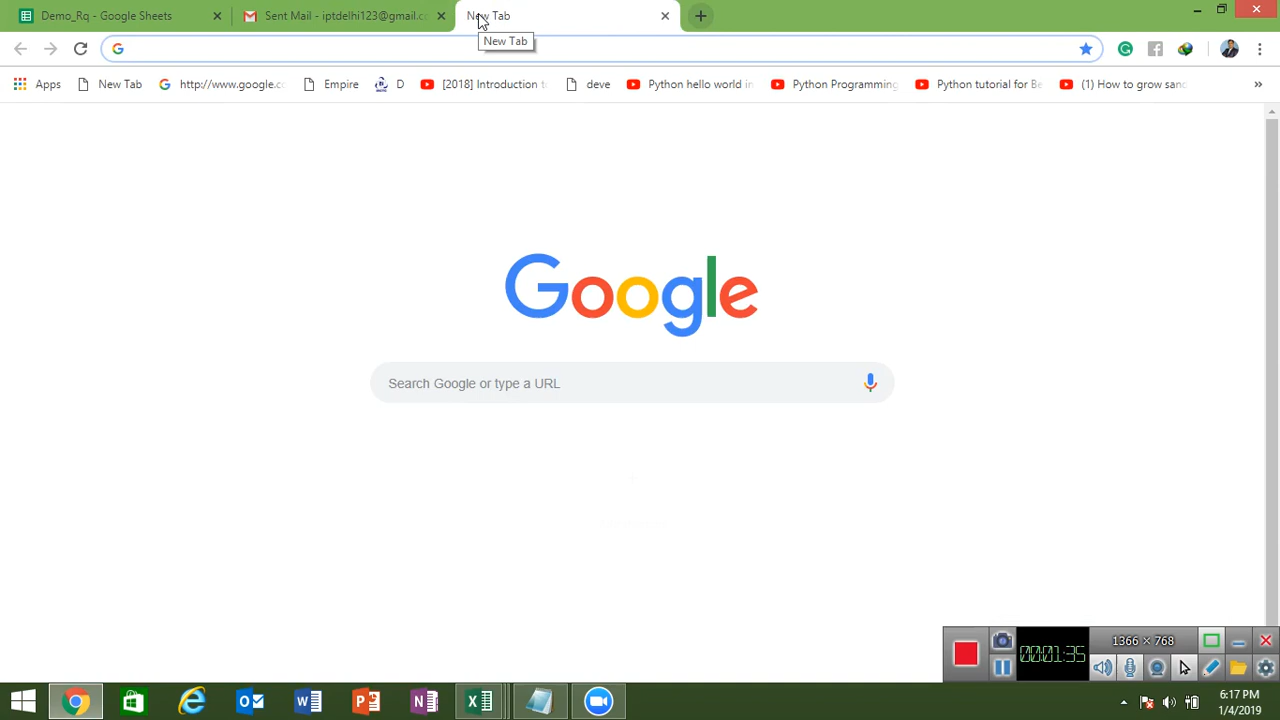 Demo_Rq - Google Sheets
Sent Mail - iptdelhi123@gmail.c
New Tab
New Tab
Apps
New Tab
http://www.google.c
Empire
D
[2018] Introduction t
deve
Python hello world in
Python Programming
Python tutorial for Be
(1) How to grow sand
»
Google
Search Google or type a URL
1366 × 768
00:01:35
6:17 PM
1/4/2019